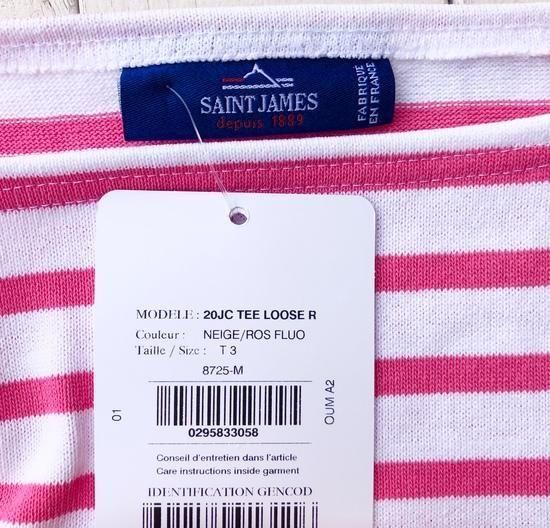 SAINT JAMES
depuis 1889
FABRIQUÉ
EN FRANCE
MODELE : 20JC TEE LOOSE R
Couleur : NEIGE/ROS FLUO
Taille / Size : T 3
8725-M
01
OUM A2
0295833058
Conseil d'entretien dans l'article
Care instructions inside garment
IDENTIFICATION GENCOD